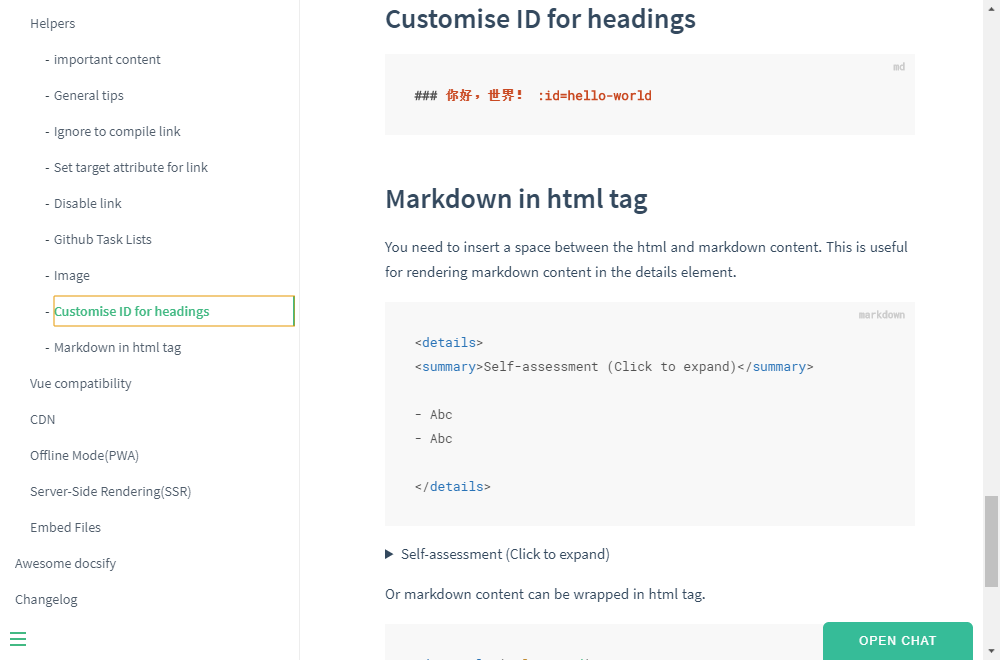 Helpers
- important content
- General tips
- Ignore to compile link
- Set target attribute for link
- Disable link
- Github Task Lists
- Image
- Customise ID for headings
- Markdown in html tag
Vue compatibility
CDN
Offline Mode(PWA)
Server-Side Rendering(SSR)
Embed Files
Awesome docsify
Changelog
Customise ID for headings
md
### 你好，世界！ :id=hello-world
Markdown in html tag
You need to insert a space between the html and markdown content. This is useful
for rendering markdown content in the details element.
markdown
<details>
<summary>Self-assessment (Click to expand)</summary>
- Abc
- Abc
</details>
Self-assessment (Click to expand)
Or markdown content can be wrapped in html tag.
OPEN CHAT